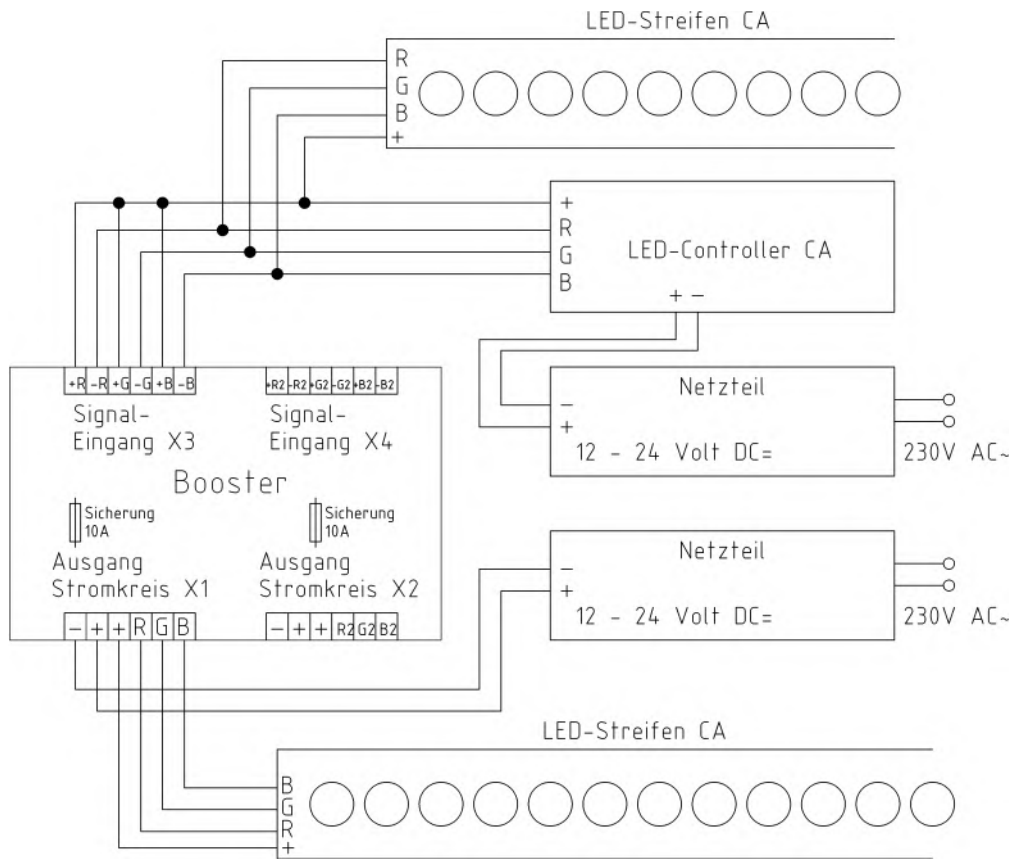 LED-Streifen CA
R
G
B
+
+
R
G
B
LED-Controller CA
+ −
+R -R +G -G +B -B
+R2 -R2 +G2 -G2 +B2 -B2
Signal-
Eingang X3
Signal-
Eingang X4
Netzteil
−
+
12 - 24 Volt DC=
230V AC~
Booster
Sicherung
10A
Sicherung
10A
Ausgang
Stromkreis X1
Ausgang
Stromkreis X2
− + + R G B
− + + R2 G2 B2
Netzteil
−
+
12 - 24 Volt DC=
230V AC~
LED-Streifen CA
B
G
R
+